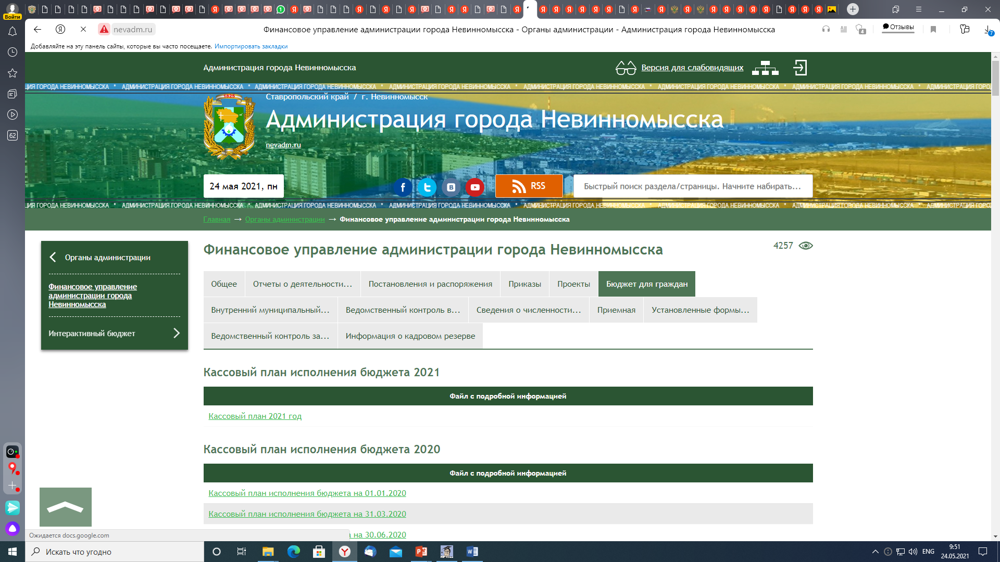 Войти
nevadm.ru
Финансовое управление администрации города Невинномысска - Органы администрации - Администрация города Невинномысска
4
Отзывы
7
Добавляйте на эту панель сайты, которые вы часто посещаете. Импортировать закладки
62
Администрация города Невинномысска
Версия для слабовидящих
ЦИЯ ГОРОДА НЕВИННОМЫССКА * АДМИНИСТРАЦИЯ ГОРОДА НЕВИННОМЫССКА * АДМИНИСТРАЦИЯ ГОРОДА НЕВИННОМЫССКА * АДМИНИСТРАЦИЯ ГОРОДА НЕВИННОМЫССКА * АДМИНИСТРАЦИЯ ГОРОДА НЕВИННОМЫССКА * АДМИНИСТРАЦИЯ ГОРОДА НЕВИННОМЫССКА * АДМИНИСТРАЦИЯ ГОРОДА НЕВИННОМЫССКА * АДМИНИСТРАЦИЯ ГОРО
1825
Ставропольский край / г. Невинномысск
Администрация города Невинномысска
nevadm.ru
24 мая 2021, пн
RSS
Быстрый поиск раздела/страницы. Начните набирать...
ЦИЯ ГОРОДА НЕВИННОМЫССКА * АДМИНИСТРАЦИЯ ГОРОДА НЕВИННОМЫССКА * АДМИНИСТРАЦИЯ ГОРОДА НЕВИННОМЫССКА * АДМИНИСТРАЦИЯ ГОРОДА НЕВИННОМЫССКА * АДМИНИСТРАЦИЯ ГОРОДА НЕВИННОМЫССКА * АДМИНИСТРАЦИЯ ГОРОДА НЕВИННОМЫССКА * АДМИНИСТРАЦИЯ ГОРОДА НЕВИННОМЫССКА * АДМИНИСТРАЦИЯ ГОРО
Главная → Органы администрации → Финансовое управление администрации города Невинномысска
Органы администрации
Финансовое управление
администрации города
Невинномысска
Интерактивный бюджет
Финансовое управление администрации города Невинномысска
4257
Общее Отчеты о деятельности... Постановления и распоряжения Приказы Проекты Бюджет для граждан
Внутренний муниципальный... Ведомственный контроль в... Сведения о численности... Приемная Установленные формы...
Ведомственный контроль за... Информация о кадровом резерве
Кассовый план исполнения бюджета 2021
Файл с подробной информацией
Кассовый план 2021 год
Кассовый план исполнения бюджета 2020
Файл с подробной информацией
Кассовый план исполнения бюджета на 01.01.2020
Кассовый план исполнения бюджета на 31.03.2020
а на 30.06.2020
Ожидается docs.google.com
Искать что угодно
ENG
9:51
24.05.2021